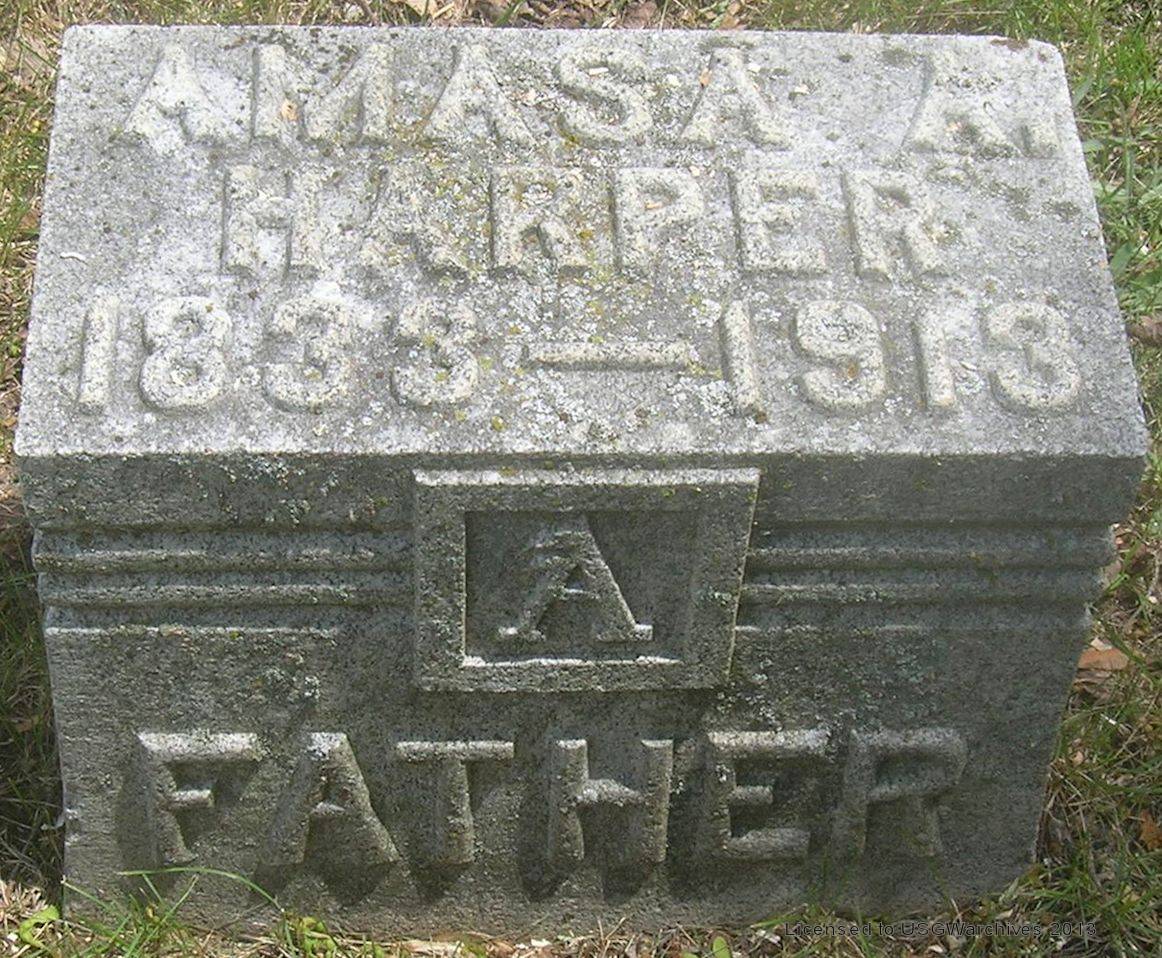 AMASA A.
HARPER
1833—1913
A
FATHER
Licensed to USGWarchives 2013